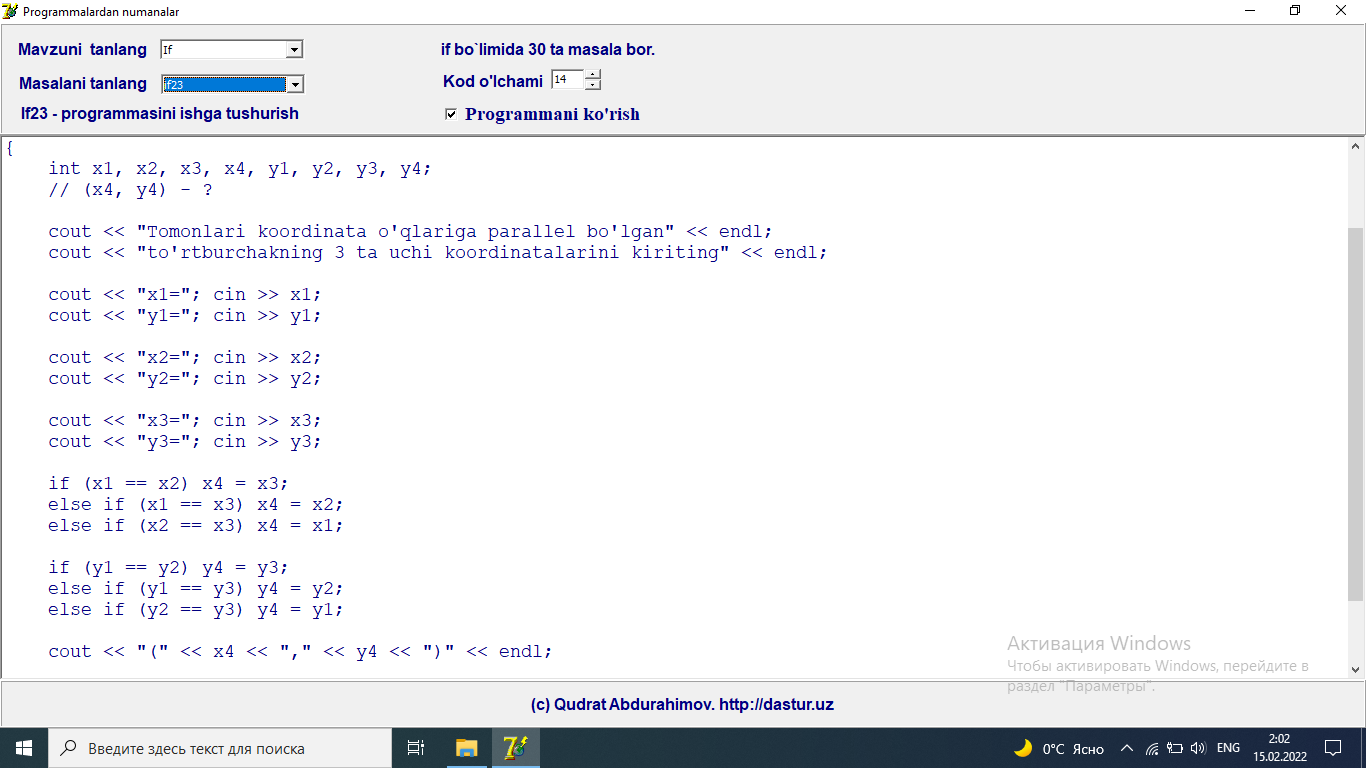 Programmalardan numanalar
Mavzuni tanlang If
if bo`limida 30 ta masala bor.
Masalani tanlang if23
Kod o'lchami 14
If23 - programmasini ishga tushurish
Programmani ko'rish
{
int x1, x2, x3, x4, y1, y2, y3, y4;
// (x4, y4) - ?
cout << "Tomonlari koordinata o'qlariga parallel bo'lgan" << endl;
cout << "to'rtburchakning 3 ta uchi koordinatalarini kiriting" << endl;
cout << "x1="; cin >> x1;
cout << "y1="; cin >> y1;
cout << "x2="; cin >> x2;
cout << "y2="; cin >> y2;
cout << "x3="; cin >> x3;
cout << "y3="; cin >> y3;
if (x1 == x2) x4 = x3;
else if (x1 == x3) x4 = x2;
else if (x2 == x3) x4 = x1;
if (y1 == y2) y4 = y3;
else if (y1 == y3) y4 = y2;
else if (y2 == y3) y4 = y1;
cout << "(" << x4 << "," << y4 << ")" << endl;
Активация Windows
Чтобы активировать Windows, перейдите в
раздел "Параметры".
(c) Qudrat Abdurahimov. http://dastur.uz
Введите здесь текст для поиска
0°C Ясно
ENG
2:02
15.02.2022